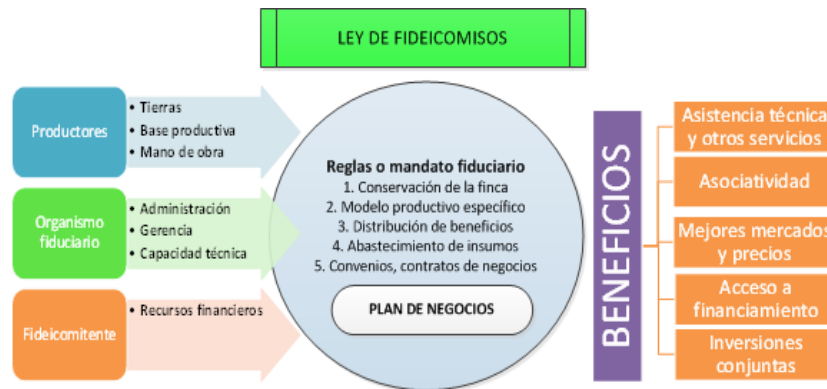 LEY DE FIDEICOMISOS
Productores
• Tierras
• Base productiva
• Mano de obra
Organismo
fiduciario
• Administración
• Gerencia
• Capacidad técnica
Fideicomitente
• Recursos financieros
Reglas o mandato fiduciario
1. Conservación de la finca
2. Modelo productivo específico
3. Distribución de beneficios
4. Abastecimiento de insumos
5. Convenios, contratos de negocios
PLAN DE NEGOCIOS
BENEFICIOS
Asistencia técnica
y otros servicios
Asociatividad
Mejores mercados
y precios
Acceso a
financiamiento
Inversiones
conjuntas